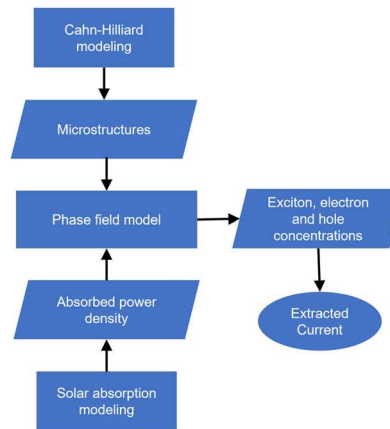 Cahn-Hilliard
modeling
Microstructures
Phase field model
Exciton, electron
and hole
concentrations
Absorbed power
density
Extracted
Current
Solar absorption
modeling